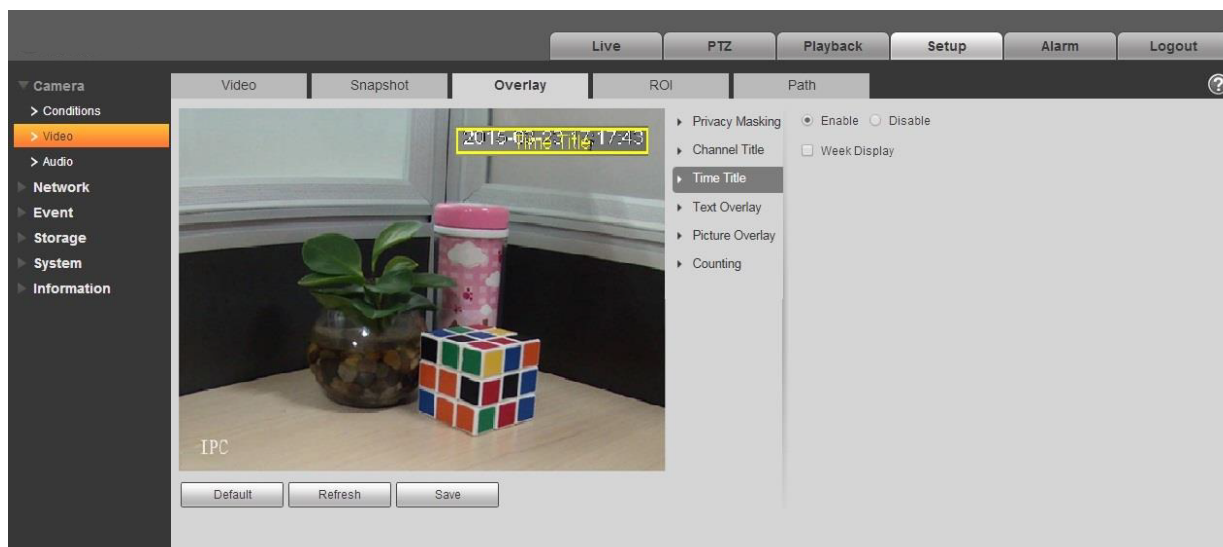 Live PTZ Playback Setup Alarm Logout
Camera
Conditions
Video
Audio
Network
Event
Storage
System
Information
Video Snapshot Overlay ROI Path
Time Title
IPC
Privacy Masking
Channel Title
Time Title
Text Overlay
Picture Overlay
Counting
Enable Disable
Week Display
Default Refresh Save